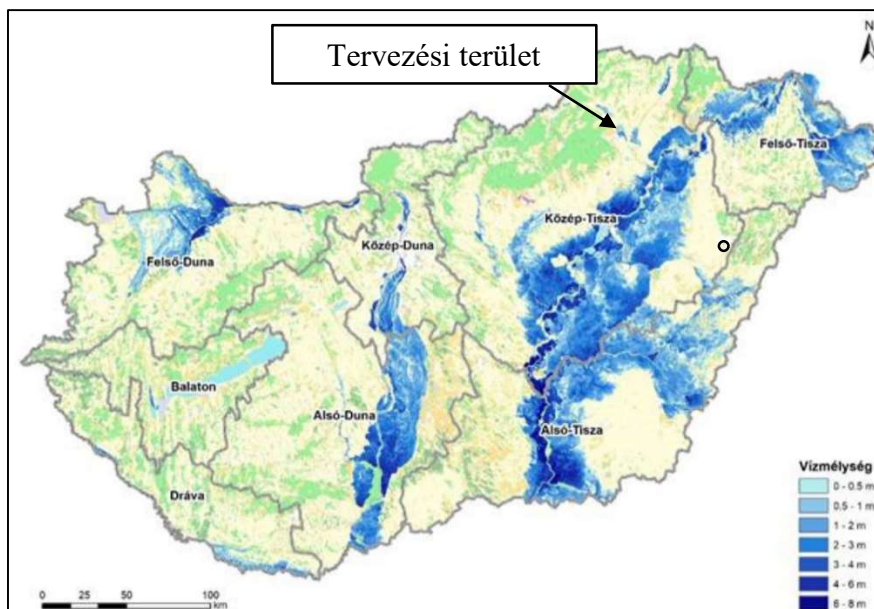 Tervezési terület
N
Felső-Tisza
Közép-Tisza
Közép-Duna
Felső-Duna
Balaton
Alsó-Duna
Alsó-Tisza
Dráva
Vízmélység
0 - 0.5 m
0,5 - 1 m
1 - 2 m
2 - 3 m
3 - 4 m
4 - 6 m
6 - 8 m
0 25 50 100
km